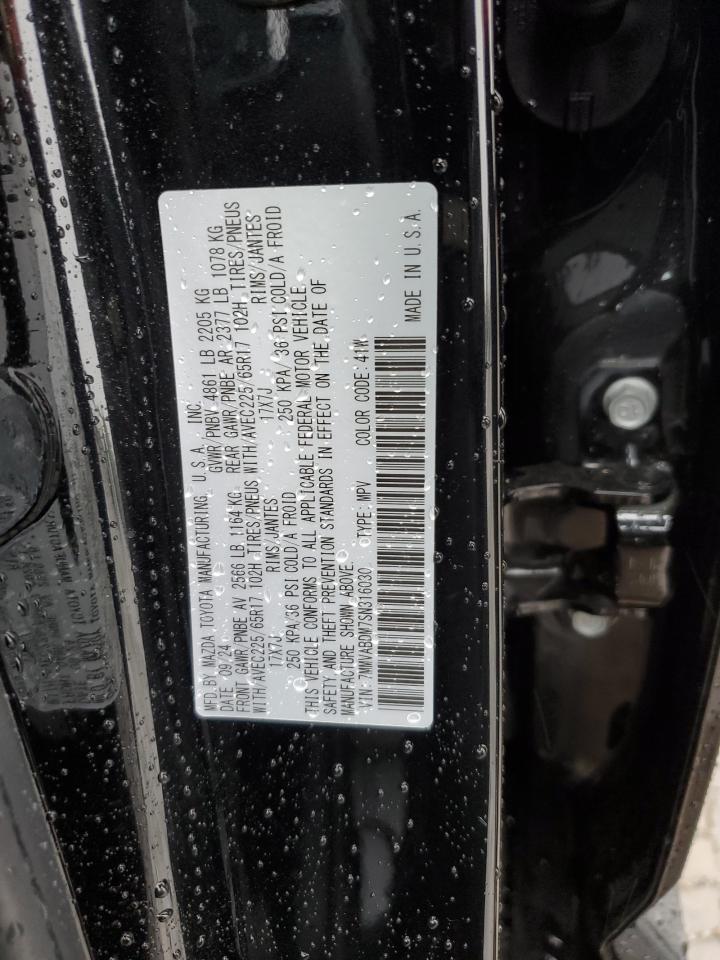 MFD. BY MAZDA TOYOTA MANUFACTURING U.S.A. INC.
DATE 09/24 GVWR/PNBV 4861 LB 2205 KG
FRONT GAWR/PNBE AV 2566 LB 1164 KG REAR GAWR/PNBE AR 2377 LB 1078 KG
WITH/AVEC225/65R17 102H TIRES/PNEUS WITH/AVEC225/65R17 102H TIRES/PNEUS
17X7J RIMS/JANTES 17X7J RIMS/JANTES
250 KPA/36 PSI COLD/A FROID 250 KPA/36 PSI COLD/A FROID
THIS VEHICLE CONFORMS TO ALL APPLICABLE FEDERAL MOTOR VEHICLE
SAFETY AND THEFT PREVENTION STANDARDS IN EFFECT ON THE DATE OF
MANUFACTURE SHOWN ABOVE.
VIN: 7MMVABDM7SN316030 TYPE: MPV COLOR CODE: 41W
MADE IN U.S.A.